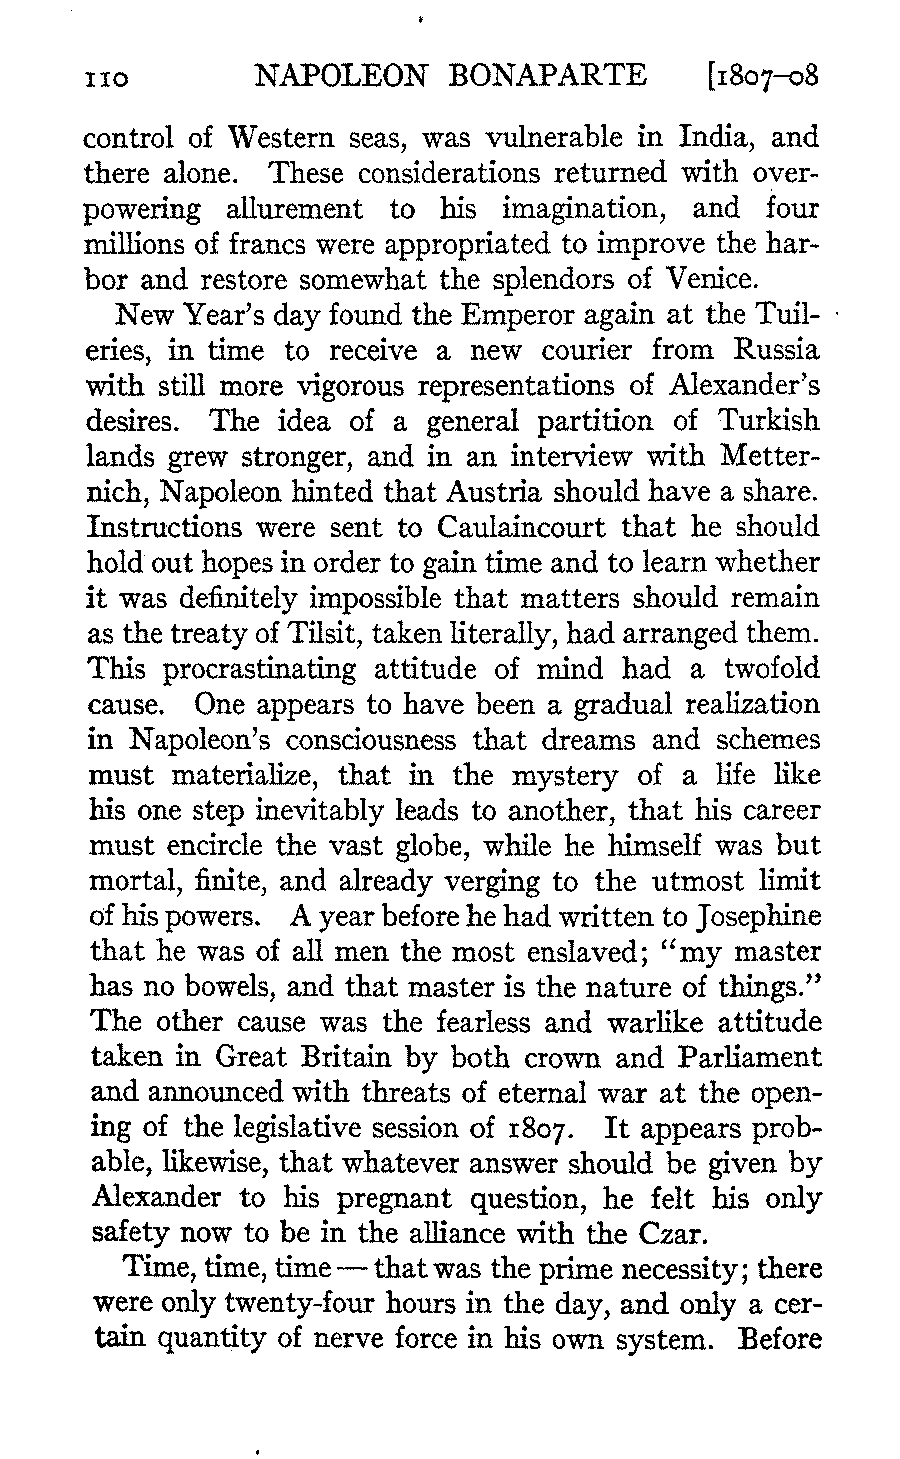 110 NAPOLEON BONAPARTE [1807–08
control of Western seas, was vulnerable in India, and
there alone. These considerations returned with over-
powering allurement to his imagination, and four
millions of francs were appropriated to improve the har-
bor and restore somewhat the splendors of Venice.
New Year's day found the Emperor again at the Tuil-
eries, in time to receive a new courier from Russia
with still more vigorous representations of Alexander's
desires. The idea of a general partition of Turkish
lands grew stronger, and in an interview with Metter-
nich, Napoleon hinted that Austria should have a share.
Instructions were sent to Caulaincourt that he should
hold out hopes in order to gain time and to learn whether
it was definitely impossible that matters should remain
as the treaty of Tilsit, taken literally, had arranged them.
This procrastinating attitude of mind had a twofold
cause. One appears to have been a gradual realization
in Napoleon's consciousness that dreams and schemes
must materialize, that in the mystery of a life like
his one step inevitably leads to another, that his career
must encircle the vast globe, while he himself was but
mortal, finite, and already verging to the utmost limit
of his powers. A year before he had written to Josephine
that he was of all men the most enslaved; "my master
has no bowels, and that master is the nature of things."
The other cause was the fearless and warlike attitude
taken in Great Britain by both crown and Parliament
and announced with threats of eternal war at the open-
ing of the legislative session of 1807. It appears prob-
able, likewise, that whatever answer should be given by
Alexander to his pregnant question, he felt his only
safety now to be in the alliance with the Czar.
Time, time, time — that was the prime necessity; there
were only twenty-four hours in the day, and only a cer-
tain quantity of nerve force in his own system. Before